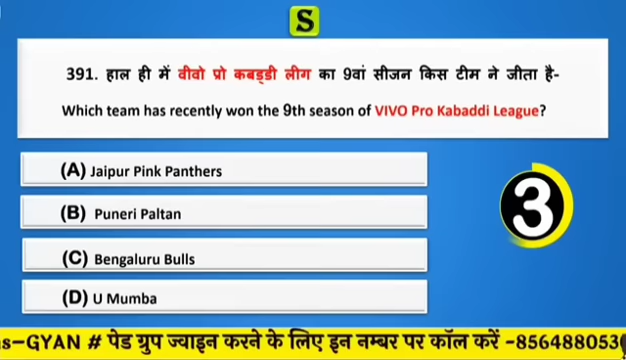 S
391. हाल ही में वीवो प्रो कबड्डी लीग का 9वां सीजन किस टीम ने जीता है-
Which team has recently won the 9th season of VIVO Pro Kabaddi League?
(A) Jaipur Pink Panthers
(B) Puneri Paltan
(C) Bengaluru Bulls
(D) U Mumba
3
s-GYAN # पेड ग्रुप ज्वाइन करने के लिए इन नम्बर पर कॉल करें -856488053